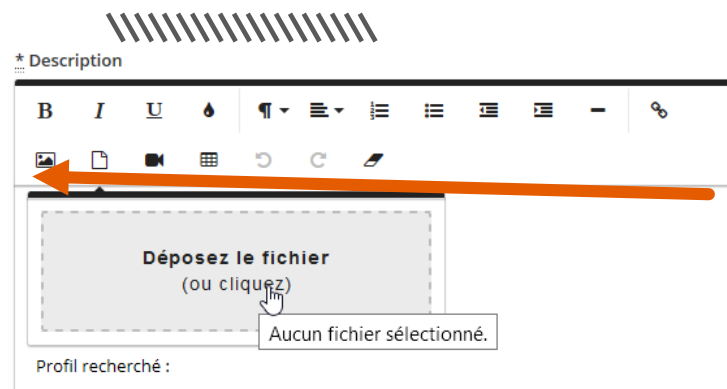 * Description
B I U
Déposez le fichier
(ou cliquez)
Aucun fichier sélectionné.
Profil recherché :